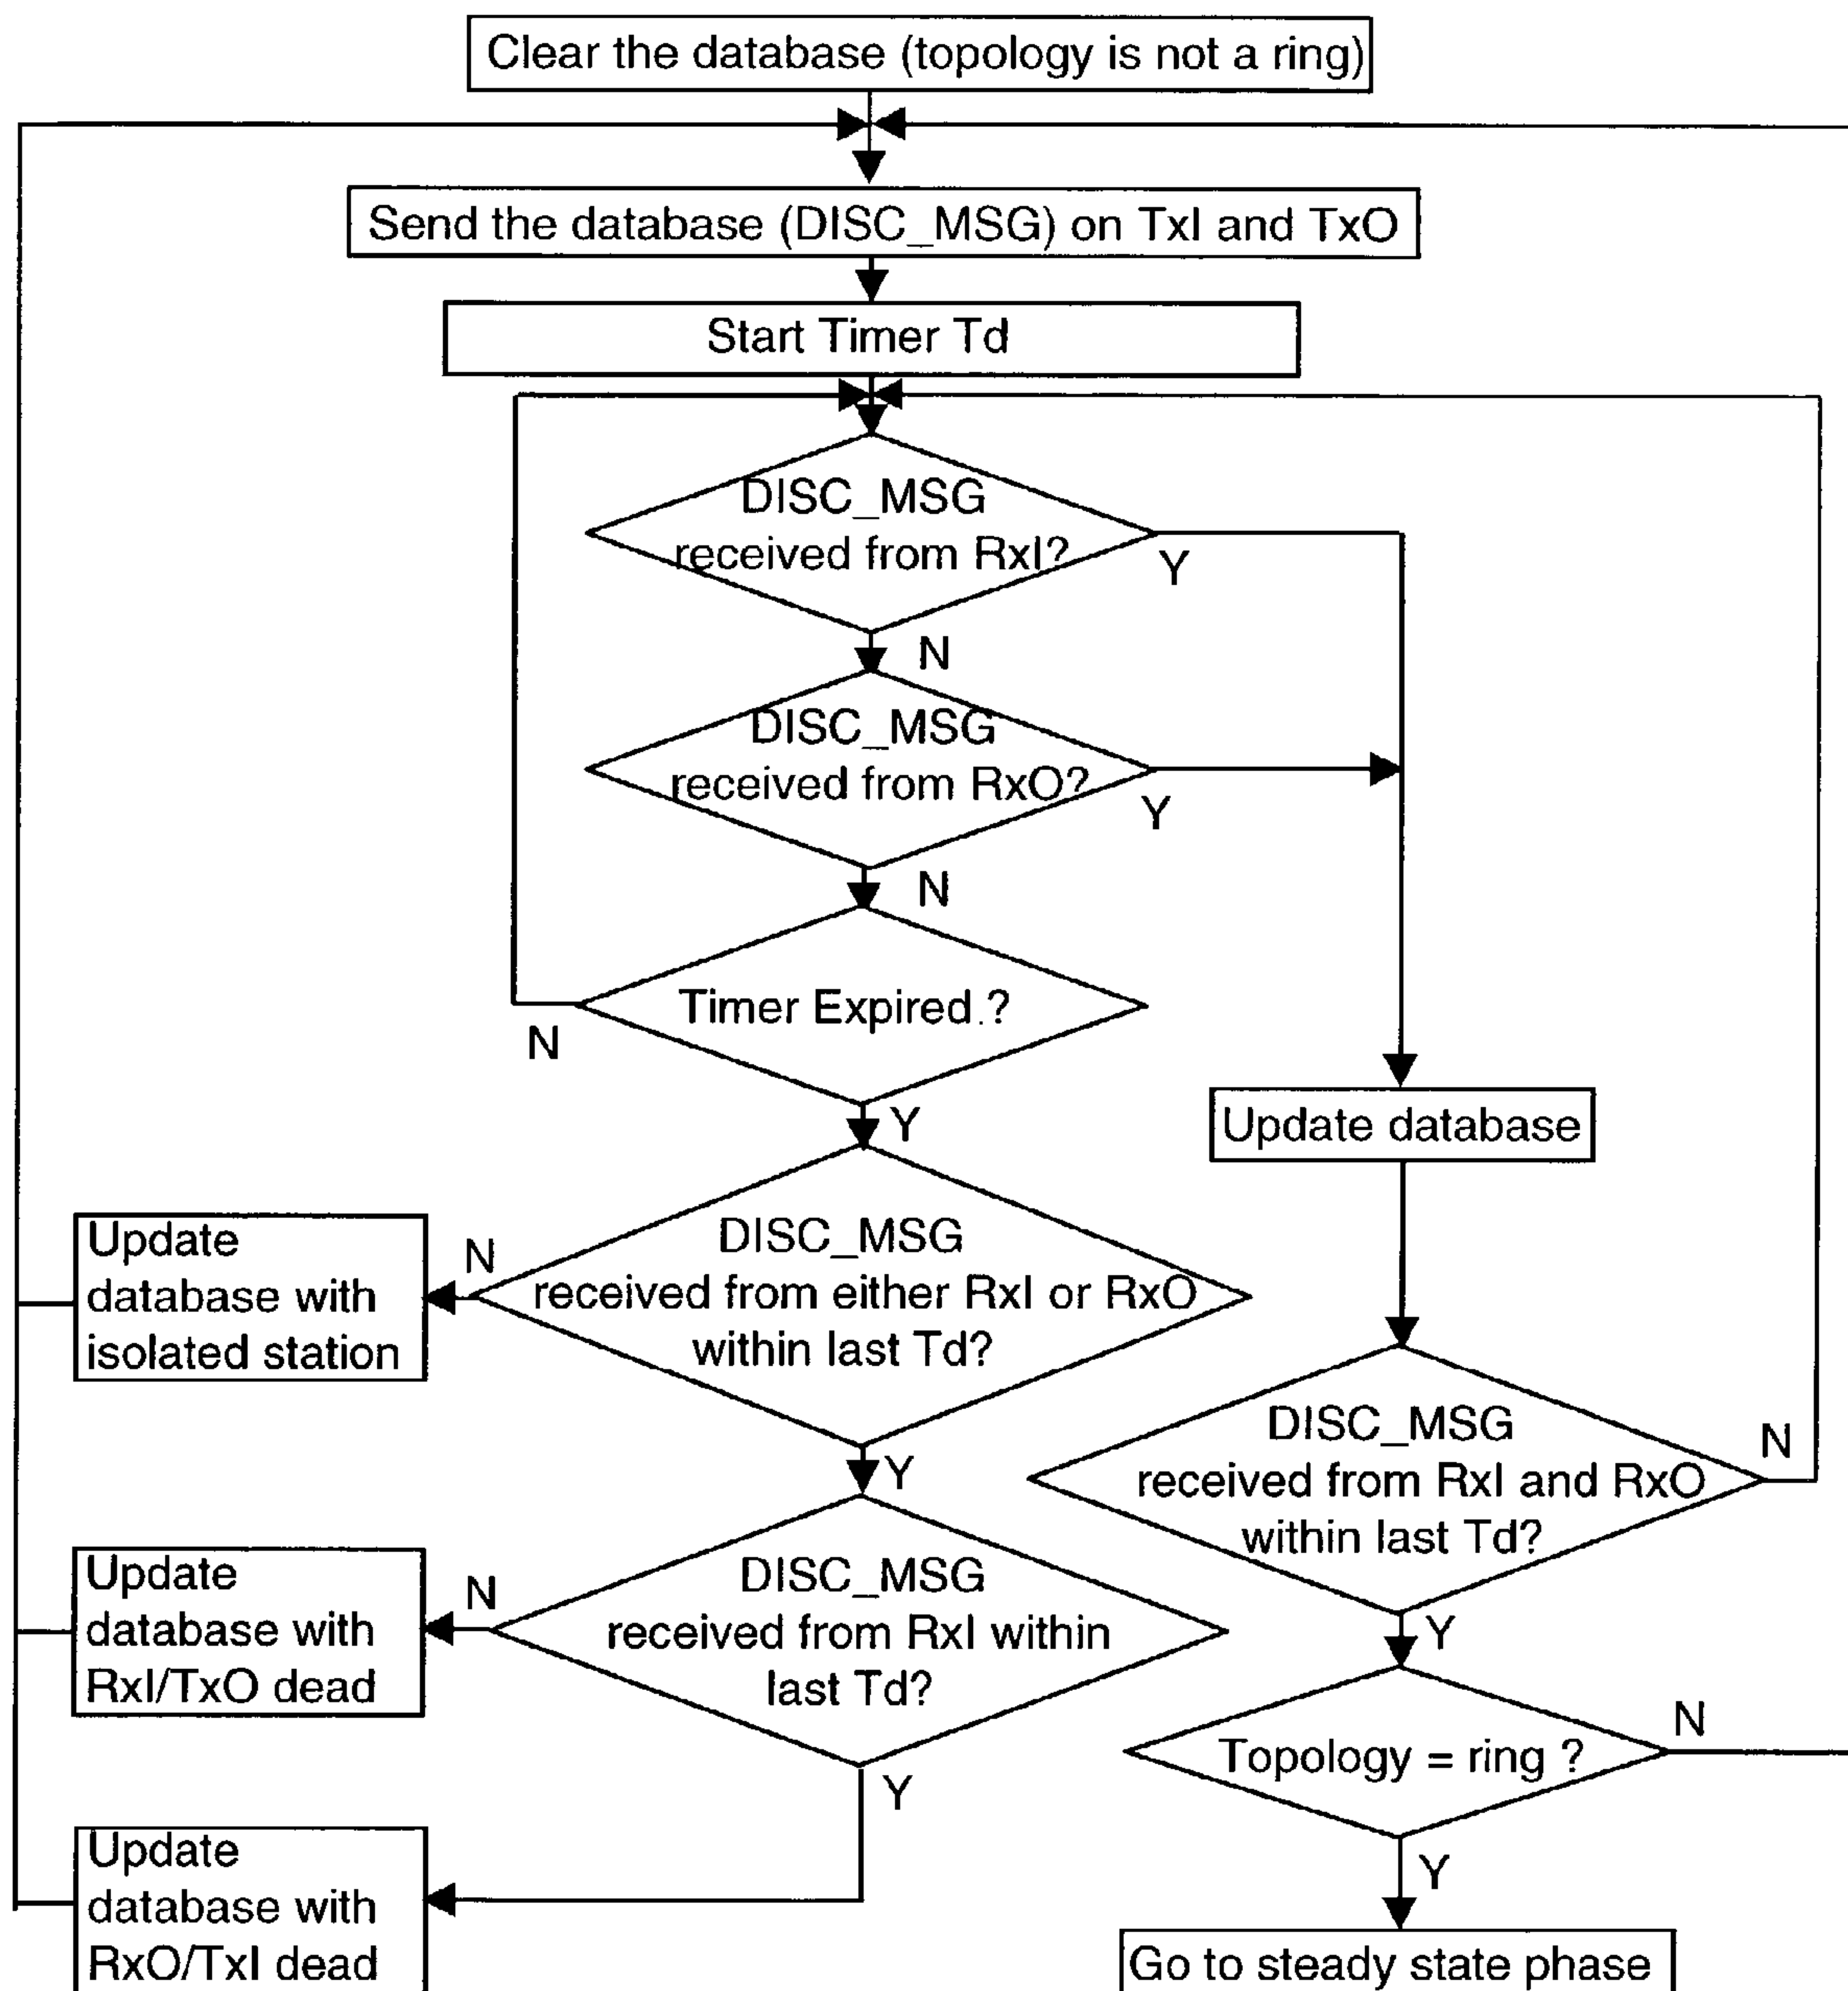 Clear the database (topology is not a ring)
Send the database (DISC_MSG) on TxI and TxO
Start Timer Td
DISC_MSG
received from RxI?
Y
N
DISC_MSG
received from RxO?
Y
N
Timer Expired.?
N
Y
Update database
DISC_MSG
received from either RxI or RxO
within last Td?
N
Update
database with
isolated station
Y
DISC_MSG
received from RxI and RxO
within last Td?
N
Y
DISC_MSG
received from RxI within
last Td?
N
Update
database with
RxI/TxO dead
Y
Topology = ring ?
N
Y
Update
database with
RxO/TxI dead
Go to steady state phase